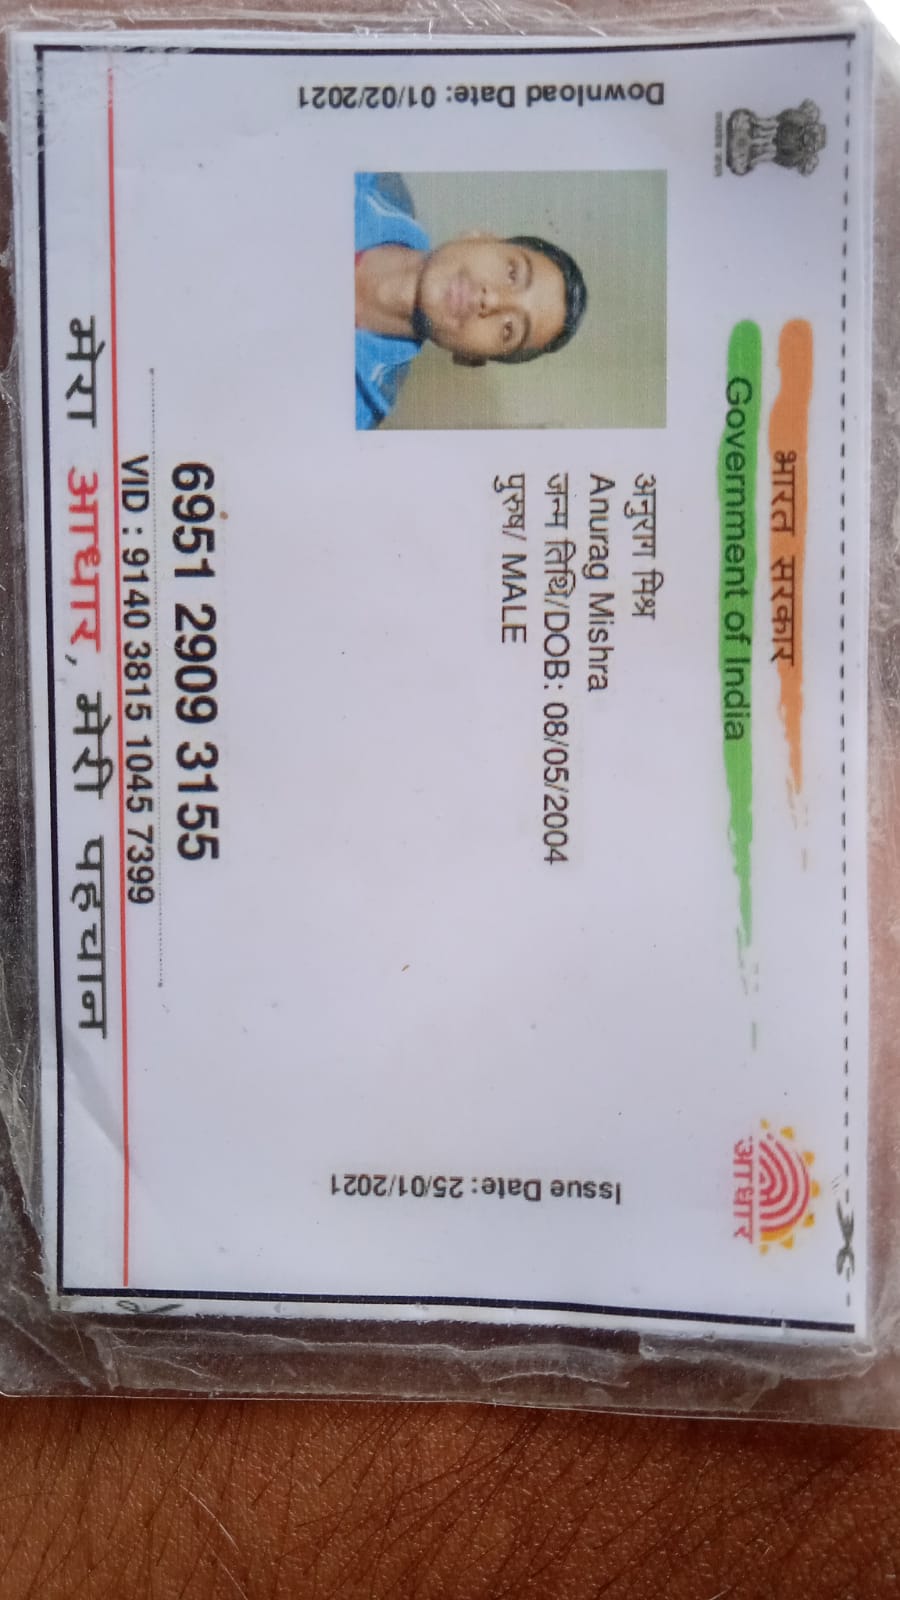 भारत सरकार
Government of India
Download Date: 01/02/2021
अनुराग मिश्र
Anurag Mishra
जन्म तिथि/DOB: 08/05/2004
पुरुष/ MALE
Issue Date: 25/01/2021
आधार
6951 2909 3155
VID : 9140 3815 1045 7399
मेरा आधार, मेरी पहचान